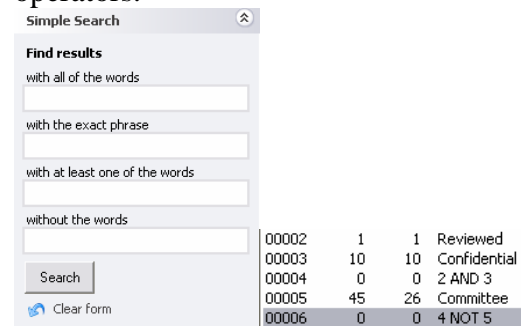 operators.
Simple Search
Find results
with all of the words
with the exact phrase
with at least one of the words
without the words
Search
Clear form
00002 1 1 Reviewed
00003 10 10 Confidential
00004 0 0 2 AND 3
00005 45 26 Committee
00006 0 0 4 NOT 5